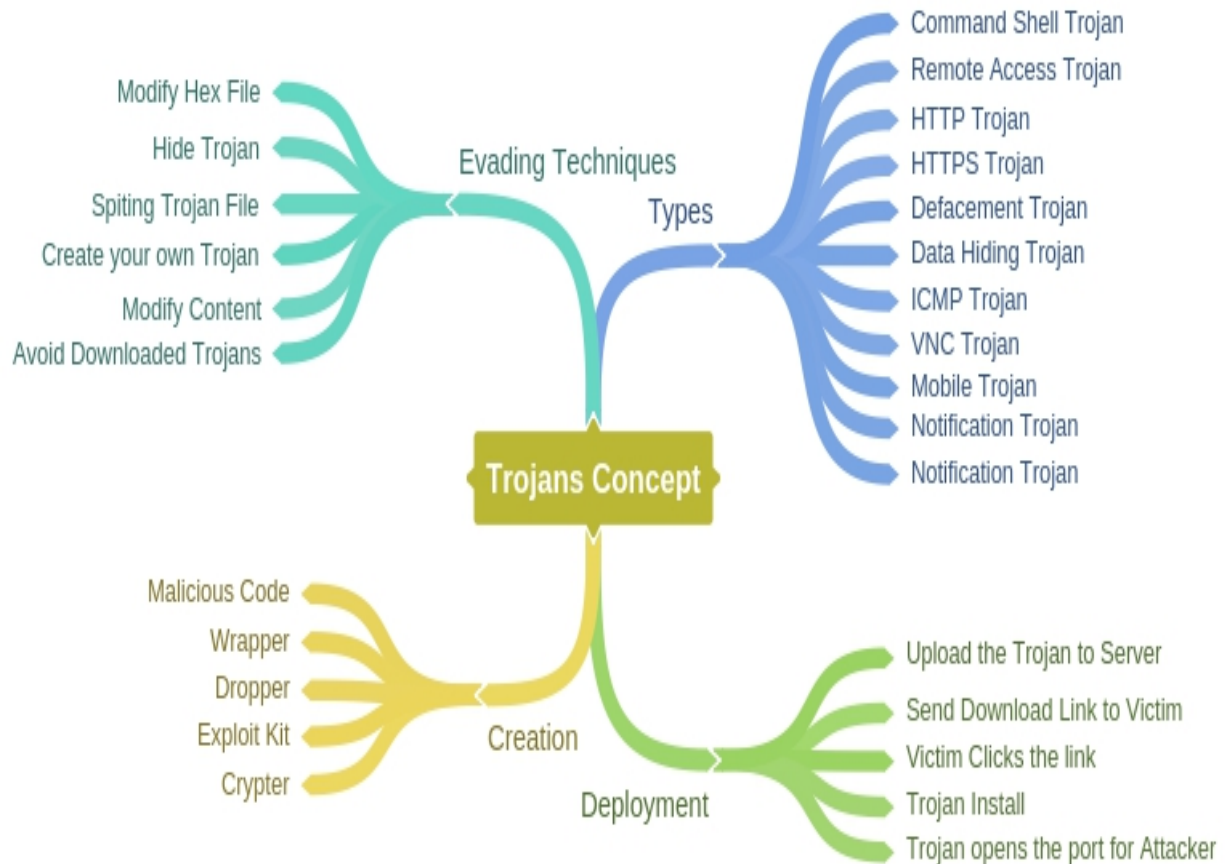 Trojans Concept
Evading Techniques
Modify Hex File
Hide Trojan
Spiting Trojan File
Create your own Trojan
Modify Content
Avoid Downloaded Trojans
Types
Command Shell Trojan
Remote Access Trojan
HTTP Trojan
HTTPS Trojan
Defacement Trojan
Data Hiding Trojan
ICMP Trojan
VNC Trojan
Mobile Trojan
Notification Trojan
Notification Trojan
Creation
Malicious Code
Wrapper
Dropper
Exploit Kit
Crypter
Deployment
Upload the Trojan to Server
Send Download Link to Victim
Victim Clicks the link
Trojan Install
Trojan opens the port for Attacker